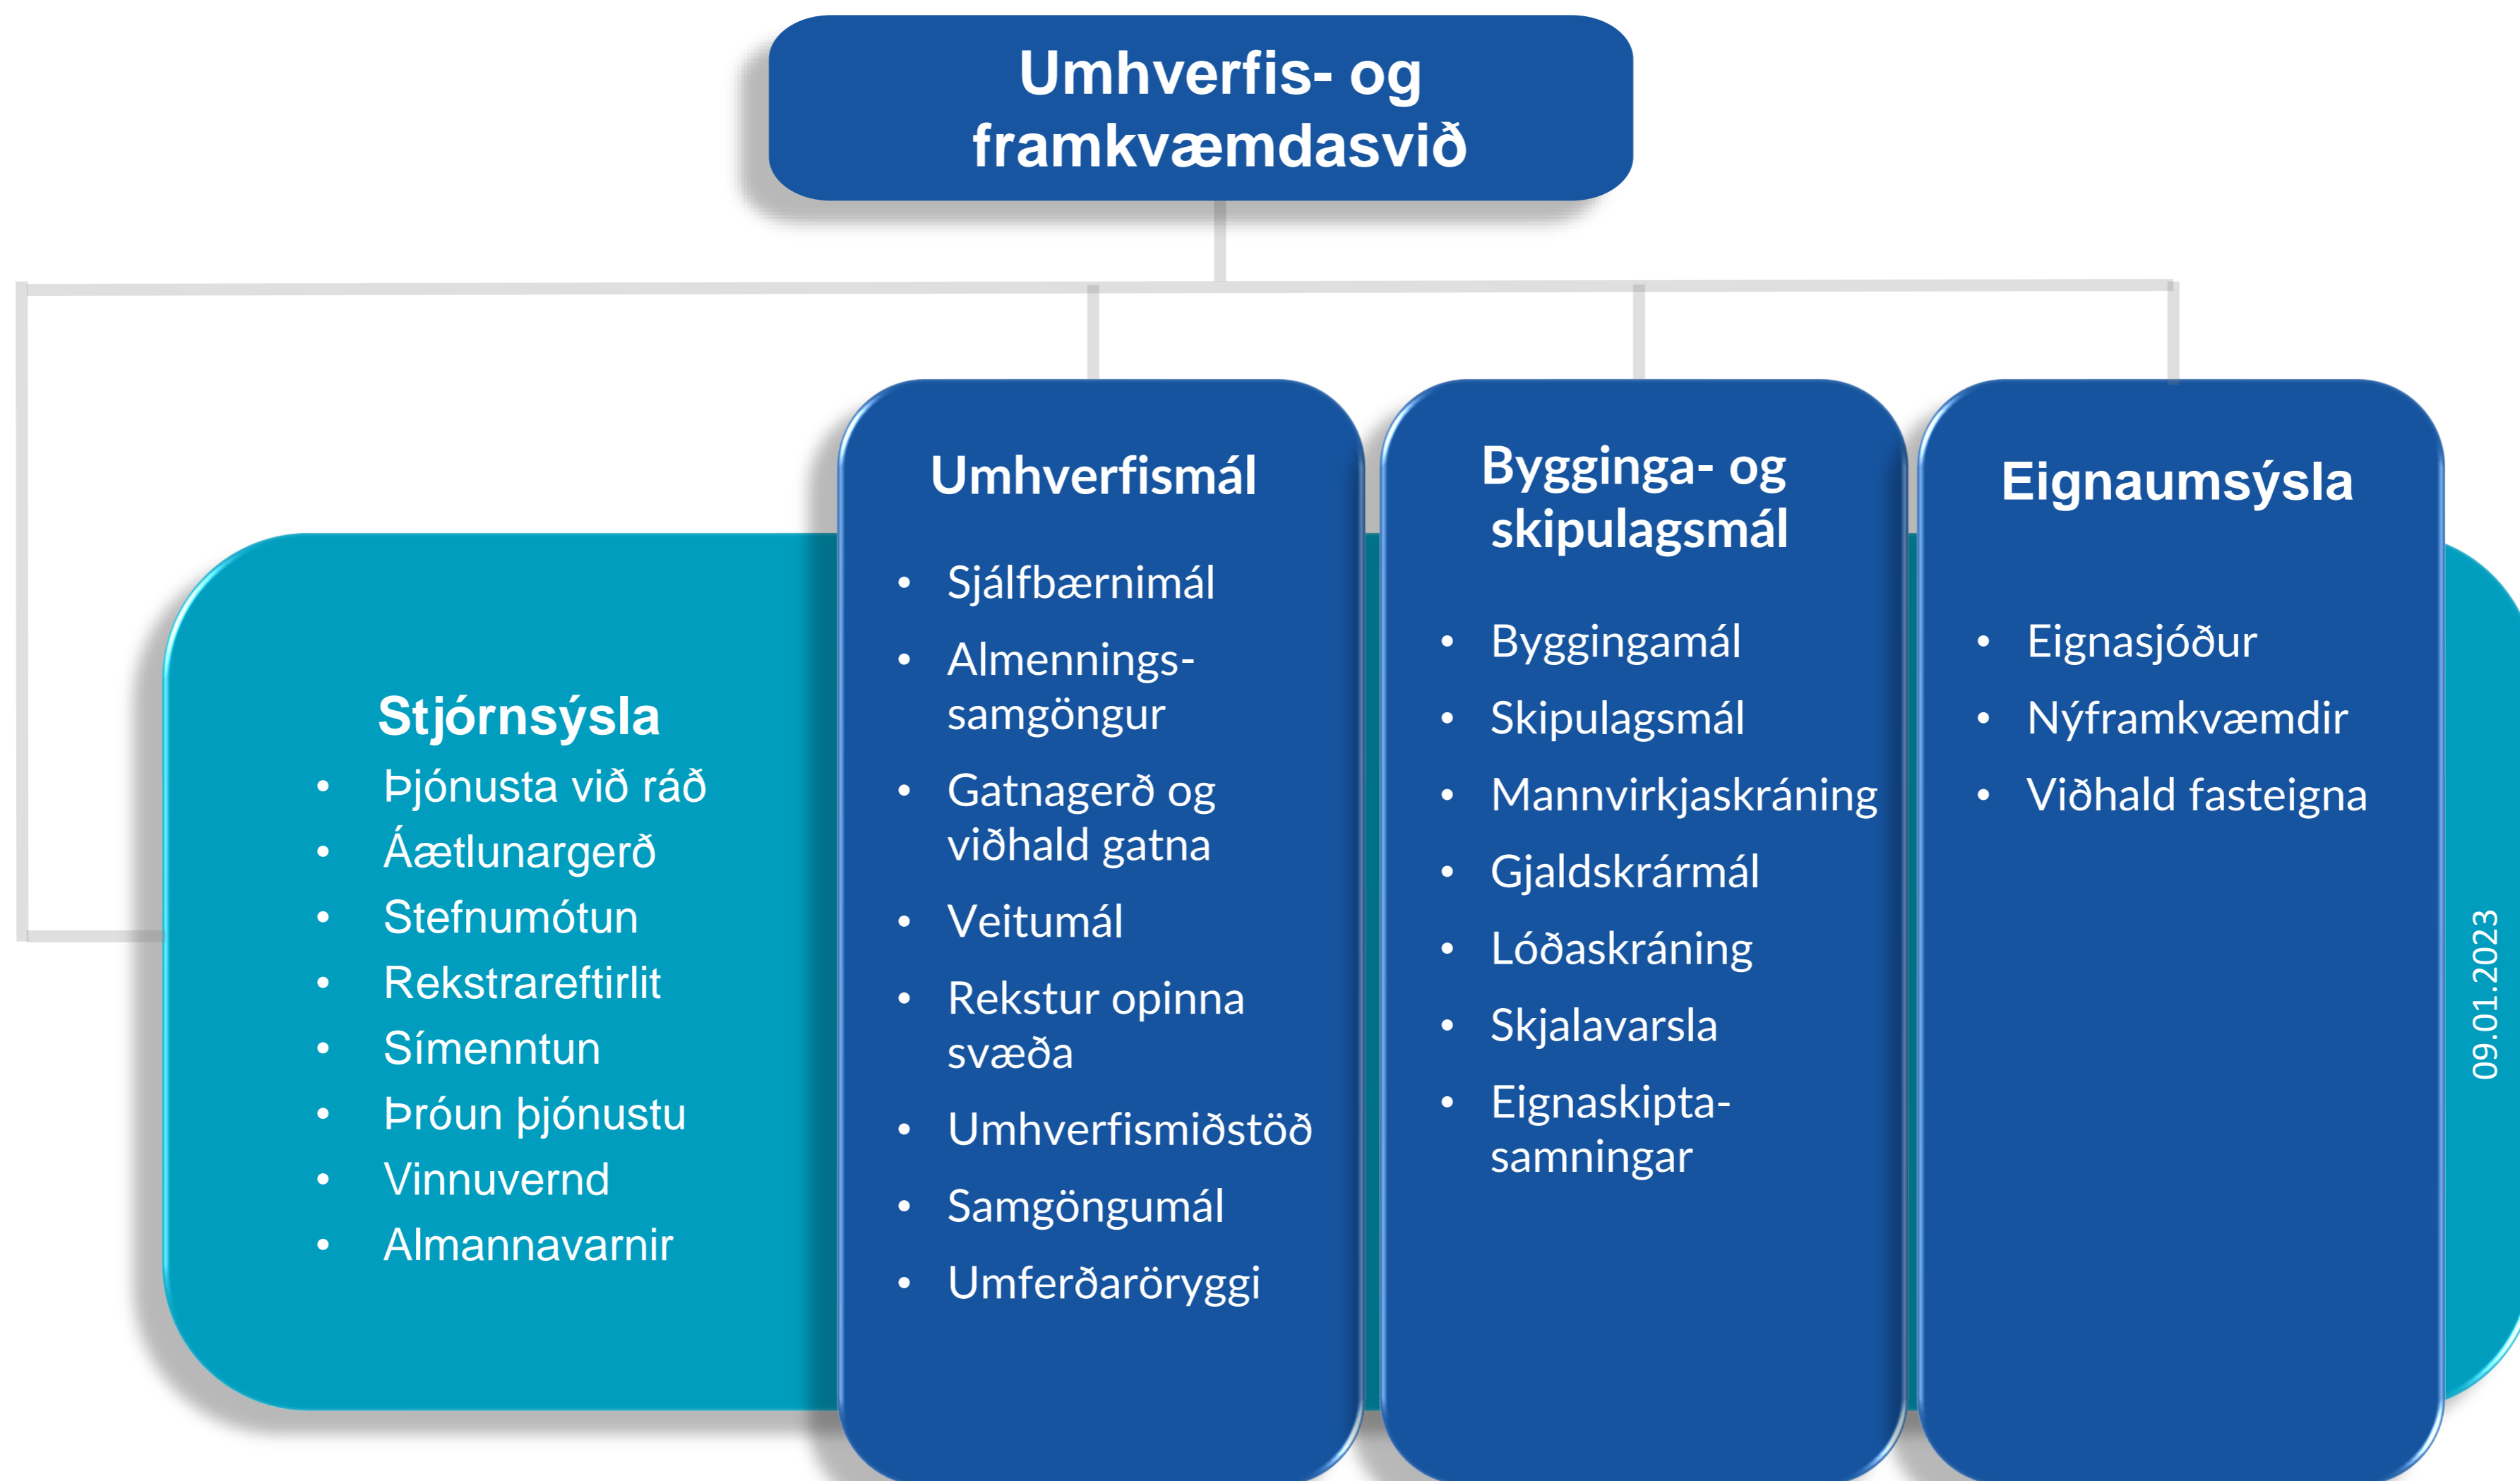 Umhverfis- og
framkvæmdasvið
Stjórnsýsla
• Þjónusta við ráð
• Áætlunargerð
• Stefnumótun
• Rekstrareftirlit
• Símenntun
• Þróun þjónustu
• Vinnuvernd
• Almannavarnir
Umhverfismál
• Sjálfbærnimál
• Almennings-
samgöngur
• Gatnagerð og
viðhald gatna
• Veitumál
• Rekstur opinna
svæða
• Umhverfismiðstöð
• Samgöngumál
• Umferðaröryggi
Bygginga- og
skipulagsmál
• Byggingamál
• Skipulagsmál
• Mannvirkjaskráning
• Gjaldskrármál
• Lóðaskráning
• Skjalavarsla
• Eignaskipta-
samningar
Eignaumsýsla
• Eignasjóður
• Nýframkvæmdir
• Viðhald fasteigna
09.01.2023